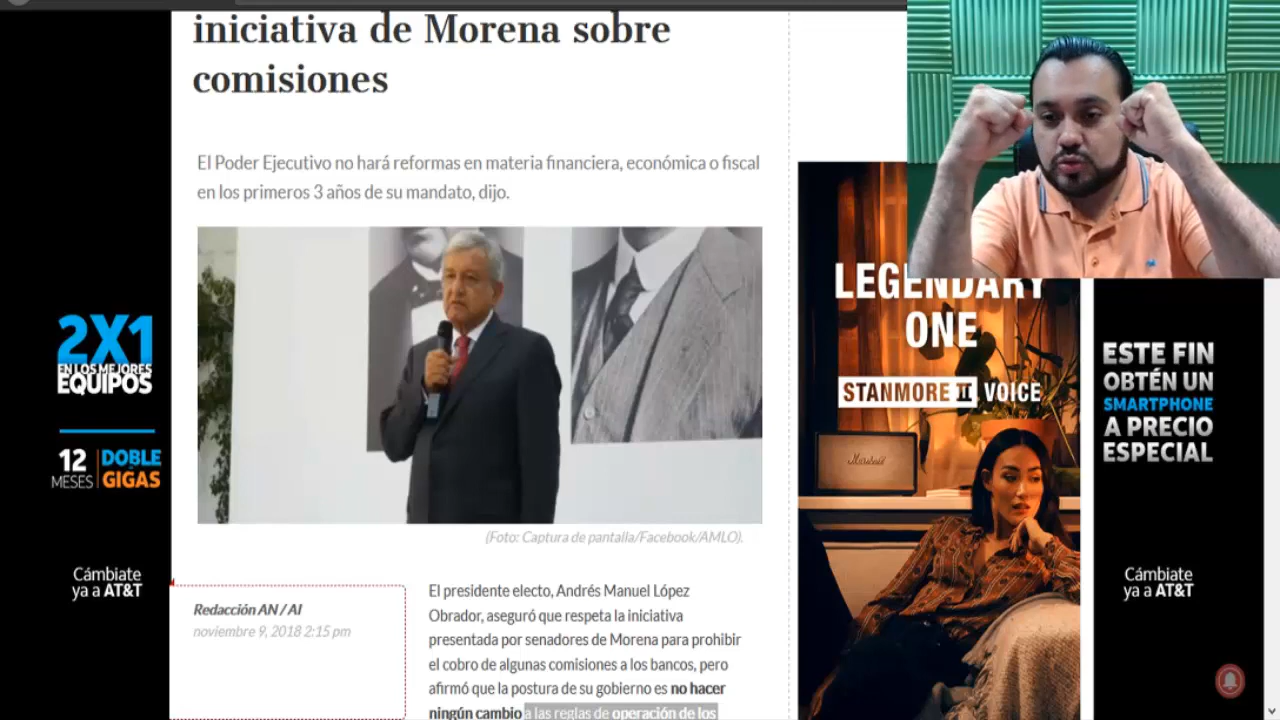 iniciativa de Morena sobre
comisiones
El Poder Ejecutivo no hará reformas en materia financiera, económica o fiscal
en los primeros 3 años de su mandato, dijo.
(Foto: Captura de pantalla/Facebook/AMLO).
Redacción AN / AI
noviembre 9, 2018 2:15 pm
El presidente electo, Andrés Manuel López
Obrador, aseguró que respeta la iniciativa
presentada por senadores de Morena para prohibir
el cobro de algunas comisiones a los bancos, pero
afirmó que la postura de su gobierno es no hacer
ningún cambio a las reglas de operación de los
2X1
EN LOS MEJORES
EQUIPOS
12
MESES
DOBLE
GIGAS
Cámbiate
ya a AT&T
LEGENDARY
ONE
STANMORE II VOICE
Marshall
ESTE FIN
OBTÉN UN
SMARTPHONE
A PRECIO
ESPECIAL
Cámbiate
ya a AT&T